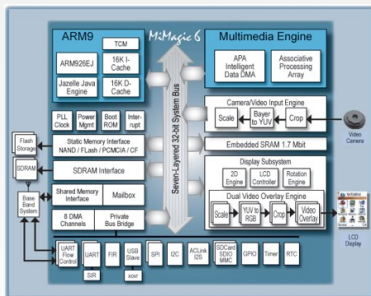 ARM9
TCM
ARM926EJ
16K I-
Cache
Jazelle Java
Engine
16K D-
Cache
MiMagic 6
Multimedia Engine
APA
Intelligent
Data DMA
Associative
Processing
Array
PLL
Clock
Power
Mgmt
Boot
ROM
Inter-
rupt
Seven-Layered 32-bit System Bus
Camera/Video Input Engine
Scale
Bayer
to YUV
Crop
Video
Camera
Flash
Storage
Static Memory Interface
NAND / FLash / PCMCIA / CF
Embedded SRAM 1.7 Mbit
SDRAM
SDRAM Interface
Display Subsystem
2D
Engine
LCD
Controller
Rotation
Engine
Base
Band
System
Shared Memory
Interface
Mailbox
Dual Video Overlay Engine
Scale
YUV to
RGB
Crop
Video
Overlay
LCD
Display
8 DMA
Channels
Private
Bus Bridge
UART
Flow
Control
UART
FIR
USB
Slave
SPI
I2C
ACLink
I2S
SDCard
SDIO
MMC
GPIO
Timer
RTC
SIR